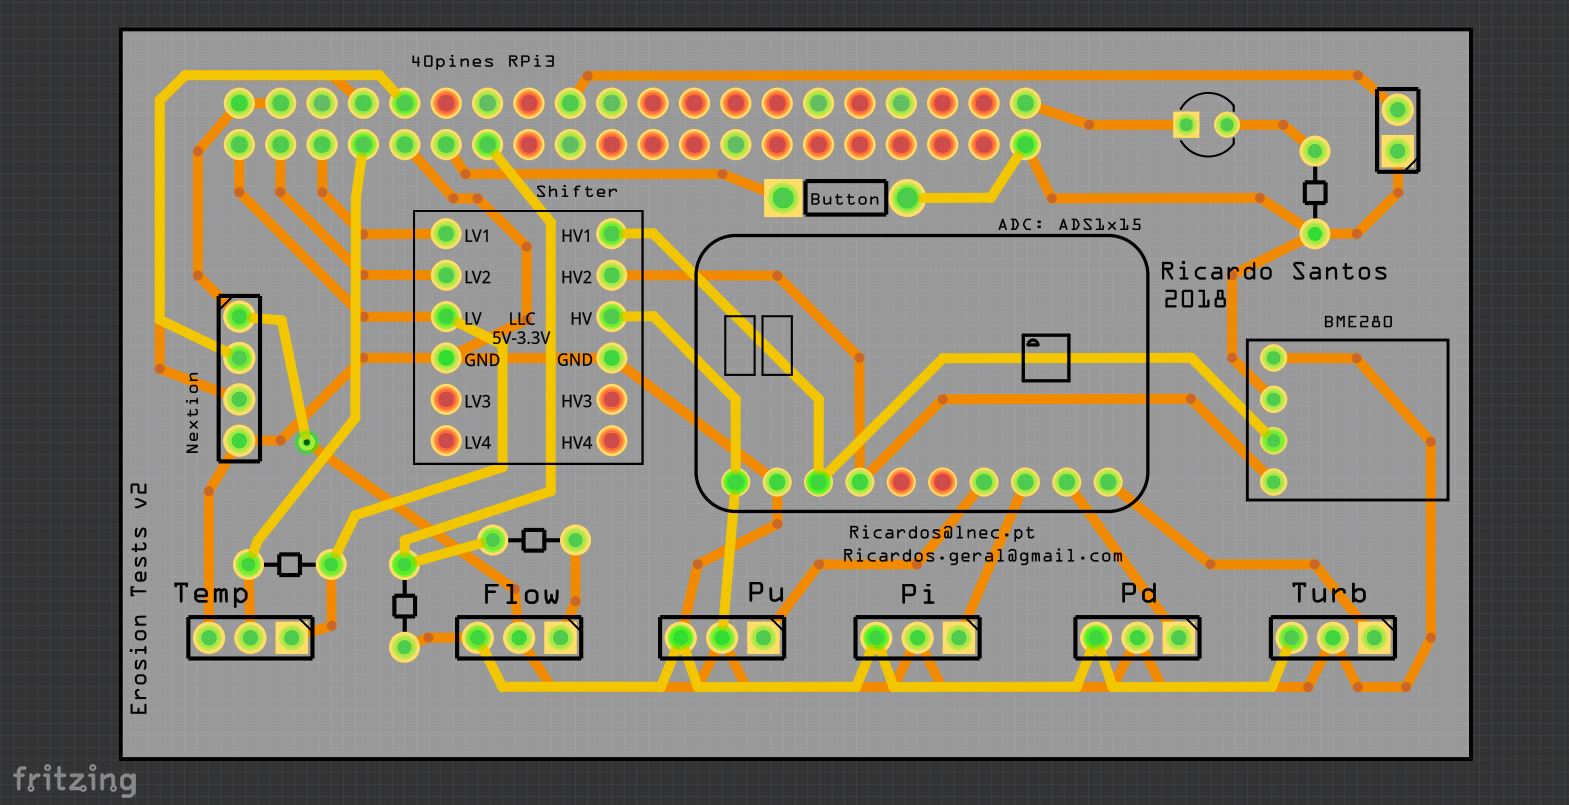 40pines RPi3
Shifter
Button
ADC: ADS1x15
LV1
HV1
LV2
HV2
LV
LLC
HV
5V-3.3V
GND
GND
LV3
HV3
LV4
HV4
Ricardo Santos
2018
BME280
Nextion
Erosion Tests v2
Ricardos@lnec.pt
Ricardos.geral@gmail.com
Temp
Flow
Pu
Pi
Pd
Turb
fritzing